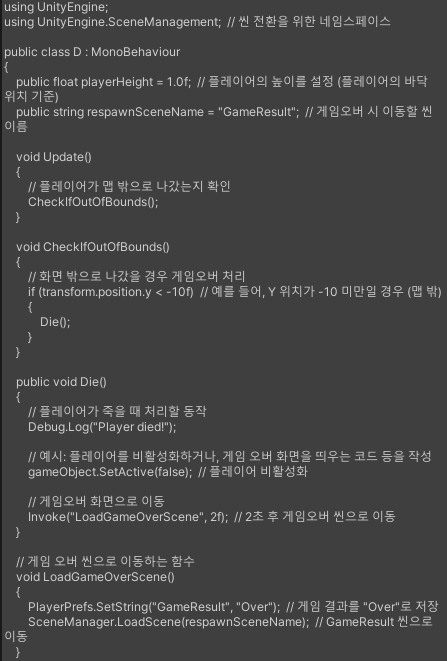 using UnityEngine;
using UnityEngine.SceneManagement;  // 씬 전환을 위한 네임스페이스

public class D : MonoBehaviour
{
    public float playerHeight = 1.0f;  // 플레이어의 높이를 설정 (플레이어의 바닥
위치 기준)
    public string respawnSceneName = "GameResult";  // 게임오버 시 이동할 씬
이름

    void Update()
    {
        // 플레이어가 맵 밖으로 나갔는지 확인
        CheckIfOutOfBounds();
    }

    void CheckIfOutOfBounds()
    {
        // 화면 밖으로 나갔을 경우 게임오버 처리
        if (transform.position.y < -10f)  // 예를 들어, Y 위치가 -10 미만일 경우 (맵 밖)
        {
            Die();
        }
    }

    public void Die()
    {
        // 플레이어가 죽을 때 처리할 동작
        Debug.Log("Player died!");

        // 예시: 플레이어를 비활성화하거나, 게임 오버 화면을 띄우는 코드 등을 작성
        gameObject.SetActive(false);  // 플레이어 비활성화

        // 게임오버 화면으로 이동
        Invoke("LoadGameOverScene", 2f);  // 2초 후 게임오버 씬으로 이동
    }

    // 게임 오버 씬으로 이동하는 함수
    void LoadGameOverScene()
    {
        PlayerPrefs.SetString("GameResult", "Over");  // 게임 결과를 "Over"로 저장
        SceneManager.LoadScene(respawnSceneName);  // GameResult 씬으로
이동
    }